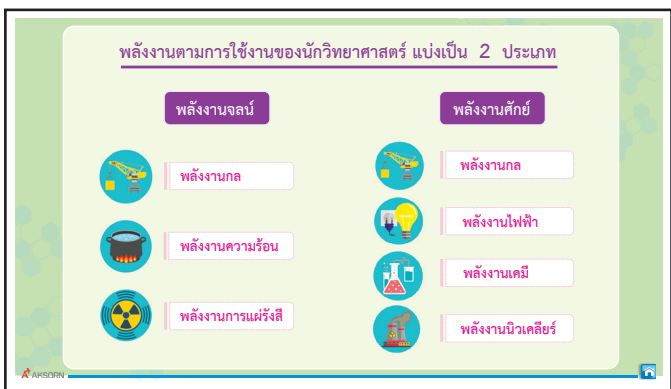 พลังงานตามการใช้งานของนักวิทยาศาสตร์ แบ่งเป็น 2 ประเภท
พลังงานจลน์
พลังงานกล
พลังงานความร้อน
พลังงานการแผ่รังสี
พลังงานศักย์
พลังงานกล
พลังงานไฟฟ้า
พลังงานเคมี
พลังงานนิวเคลียร์
AKSORN